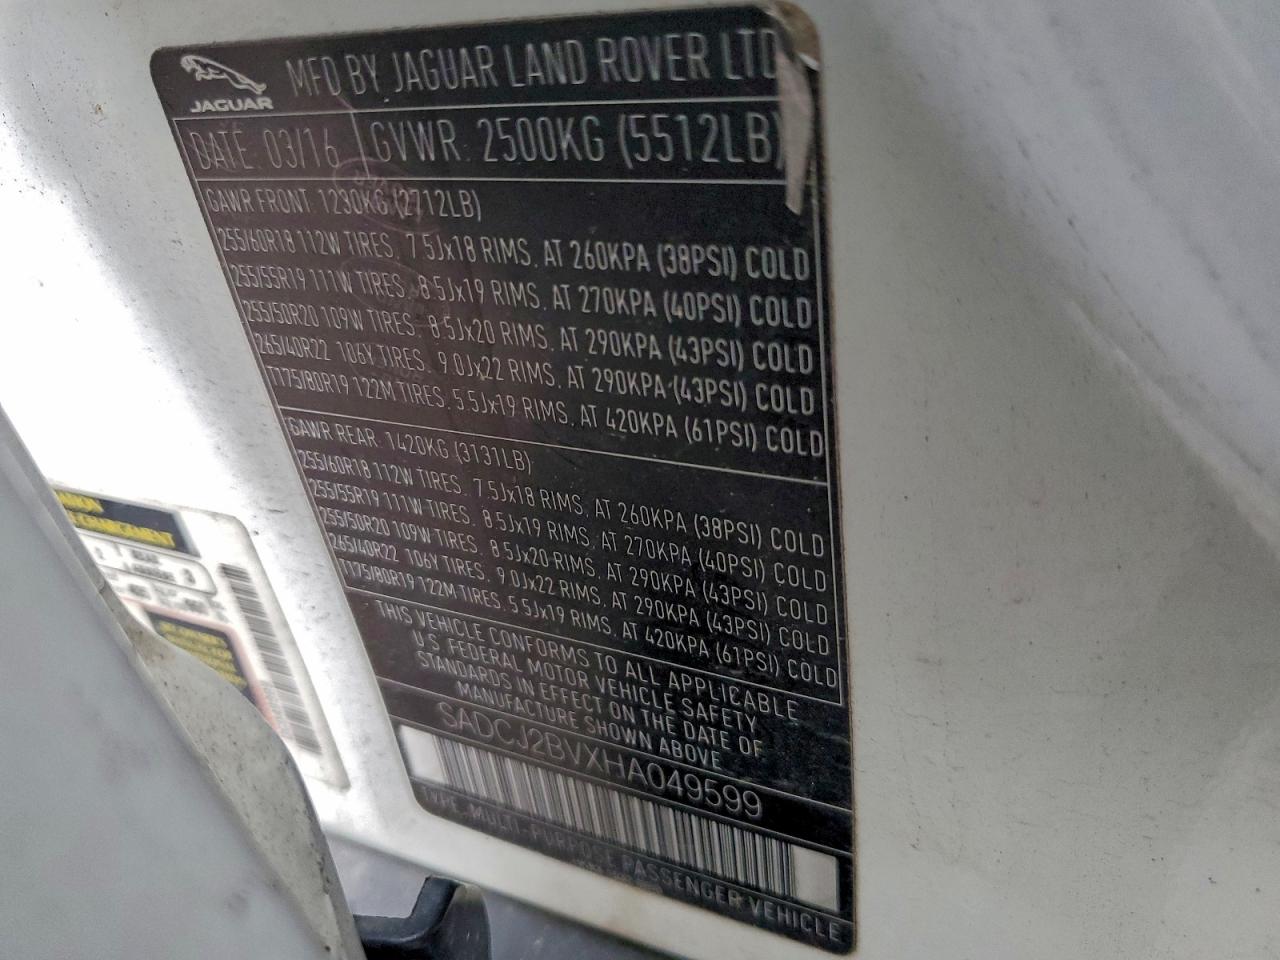 JAGUAR
MFD BY JAGUAR LAND ROVER LTD
DATE: 03/16 GVWR: 2500KG (5512LB)
GAWR FRONT: 1230KG (2712LB)
255/60R18 112W TIRES, 7.5Jx18 RIMS, AT 260KPA (38PSI) COLD
255/55R19 111W TIRES, 8.5Jx19 RIMS, AT 270KPA (40PSI) COLD
255/50R20 109W TIRES, 8.5Jx20 RIMS, AT 290KPA (43PSI) COLD
265/40R22 106Y TIRES, 9.0Jx22 RIMS, AT 290KPA (43PSI) COLD
T175/80R19 122M TIRES, 5.5Jx19 RIMS, AT 420KPA (61PSI) COLD
GAWR REAR: 1420KG (3131LB)
255/60R18 112W TIRES, 7.5Jx18 RIMS, AT 260KPA (38PSI) COLD
255/55R19 111W TIRES, 8.5Jx19 RIMS, AT 270KPA (40PSI) COLD
255/50R20 109W TIRES, 8.5Jx20 RIMS, AT 290KPA (43PSI) COLD
265/40R22 106Y TIRES, 9.0Jx22 RIMS, AT 290KPA (43PSI) COLD
T175/80R19 122M TIRES, 5.5Jx19 RIMS, AT 420KPA (61PSI) COLD
THIS VEHICLE CONFORMS TO ALL APPLICABLE
U.S. FEDERAL MOTOR VEHICLE SAFETY
STANDARDS IN EFFECT ON THE DATE OF
MANUFACTURE SHOWN ABOVE
SADCJ2BVXHA049599
TYPE: MULTI-PURPOSE PASSENGER VEHICLE